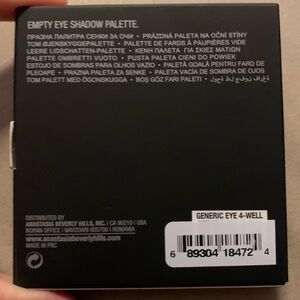 EMPTY EYE SHADOW PALETTE.
ПРАЗНА ПАЛИТРА СЕНКИ ЗА ОЧИ • PRÁZDNÁ PALETA NA OČNÍ STÍNY
TOM ØJENSKYGGEPALETTE • PALETTE DE FARDS À PAUPIÈRES VIDE
LEERE LIDSCHATTEN-PALETTE • ΚΕΝΗ ΠΑΛΕΤΑ ΓΙΑ ΣΚΙΕΣ ΜΑΤΙΩΝ
PALETTE OMBRETTI VUOTO • PUSTA PALETA CIENI DO POWIEK
ESTOJO DE SOMBRAS PARA OLHOS VAZIO • PALETĂ GOALĂ PENTRU FARD DE
PLEOAPE • PRAZNA PALETA ZA SENKE • PALETA VACÍA DE SOMBRA DE OJOS
TOM PALETT MED ÖGONSKUGGA • BOŞ GÖZ FARI PALETİ •
DISTRIBUTED BY
ANASTASIA BEVERLY HILLS, INC. | CA 90210 | USA
NORAN OFFICE | NAVODARI 905700 | ROMANIA
www.anastasiabeverlyhills.com
MADE IN PRC
GENERIC EYE 4-WELL
6 89304 18472 4